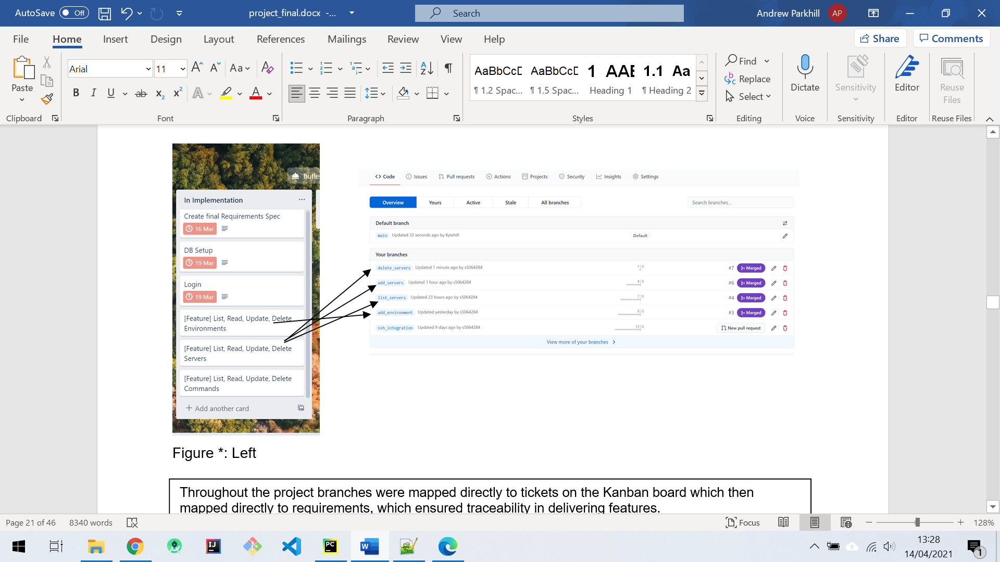 AutoSave Off project_final.docx -... Search Andrew Parkhill AP
File Home Insert Design Layout References Mailings Review View Help Share Comments
Paste Arial 11 Aa
AaBbCcD AaBbCcD 1 AAE 1.1 Aa
¶ 1.2 Spac... ¶ 1.5 Spac... Heading 1 ¶ Heading 2
Find
Replace
Select
Dictate
Sensitivity
Editor
Reuse
Files
Clipboard Font Paragraph Styles Editing Voice Sensitivity Editor Reuse Files
Butle
In Implementation
Create final Requirements Spec
16 Mar
DB Setup
19 Mar
Login
19 Mar
[Feature] List, Read, Update, Delete
Environments
[Feature] List, Read, Update, Delete
Servers
[Feature] List, Read, Update, Delete
Commands
+ Add another card
<> Code Issues Pull requests Actions Projects Security Insights Settings
Overview Yours Active Stale All branches Search branches...
Default branch
main Updated 32 seconds ago by Kytehill Default
Your branches
delete_servers Updated 1 minute ago by s5064284 1|0 #7 Merged
add_servers Updated 1 hour ago by s5064284 4|0 #6 Merged
list_servers Updated 23 hours ago by s5064284 7|0 #4 Merged
add_environment Updated yesterday by s5064284 9|0 #3 Merged
ssh_integration Updated 9 days ago by s5064284 12|0 New pull request
View more of your branches >
Figure *: Left
Throughout the project branches were mapped directly to tickets on the Kanban board which then
mapped directly to requirements, which ensured traceability in delivering features.
Page 21 of 46 8340 words Focus 128%
13:28
14/04/2021
1